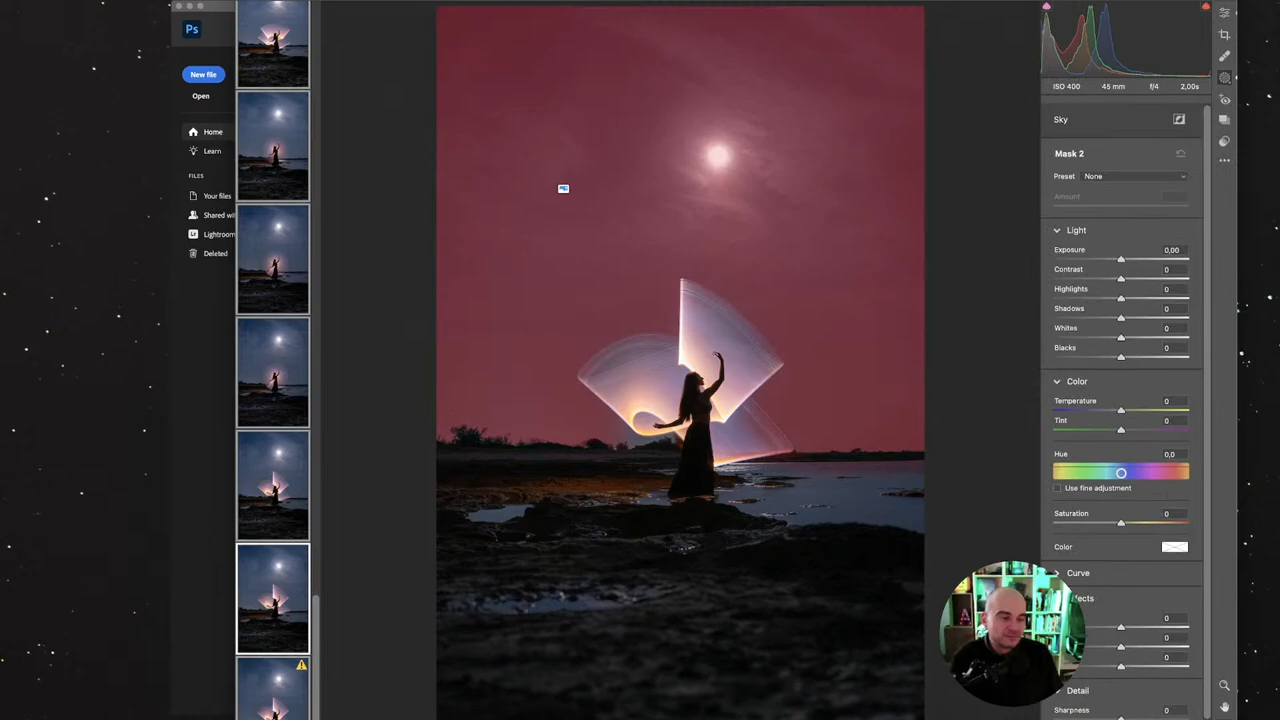 Ps
New file
Open
Home
Learn
FILES
Your files
Shared wi
Lr Lightroom
Deleted
ISO 400 45 mm f/4 2,00s
Sky
Mask 2
Preset None
Amount
Light
Exposure 0,00
Contrast 0
Highlights 0
Shadows 0
Whites 0
Blacks 0
Color
Temperature 0
Tint 0
Hue 0,0
Use fine adjustment
Saturation 0
Color
Curve
ffects
0
0
0
Detail
Sharpness 0